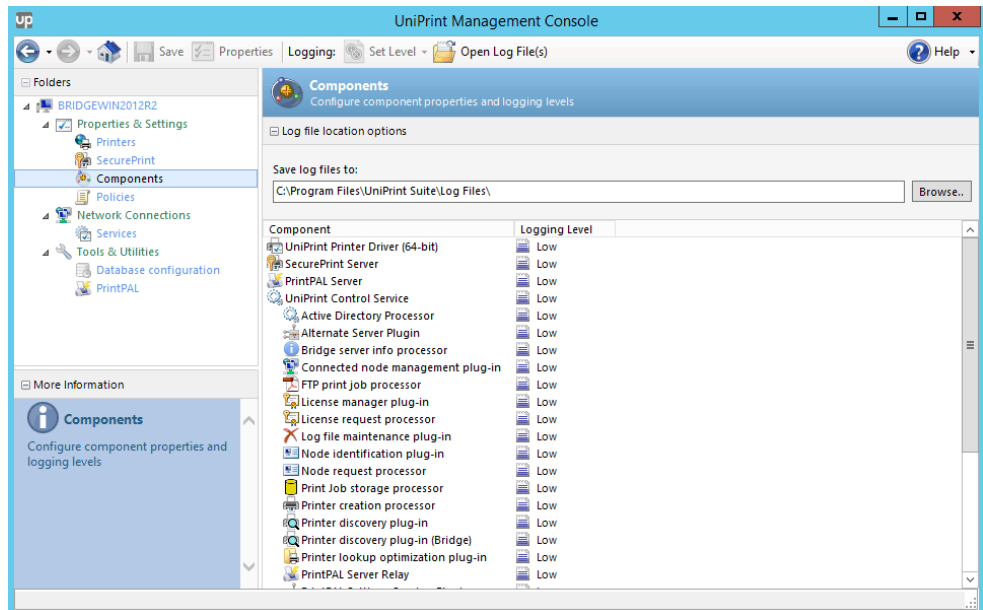 up UniPrint Management Console
Save Properties Logging: Set Level Open Log File(s) Help
Folders
BRIDGEWIN2012R2
Properties & Settings
Printers
SecurePrint
Components
Policies
Network Connections
Services
Tools & Utilities
Database configuration
PrintPAL
More Information
Components
Configure component properties and
logging levels
Components
Configure component properties and logging levels
Log file location options
Save log files to:
C:\Program Files\UniPrint Suite\Log Files\ Browse..
Component Logging Level
UniPrint Printer Driver (64-bit) Low
SecurePrint Server Low
PrintPAL Server Low
UniPrint Control Service Low
Active Directory Processor Low
Alternate Server Plugin Low
Bridge server info processor Low
Connected node management plug-in Low
FTP print job processor Low
License manager plug-in Low
License request processor Low
Log file maintenance plug-in Low
Node identification plug-in Low
Node request processor Low
Print Job storage processor Low
Printer creation processor Low
Printer discovery plug-in Low
Printer discovery plug-in (Bridge) Low
Printer lookup optimization plug-in Low
PrintPAL Server Relay Low